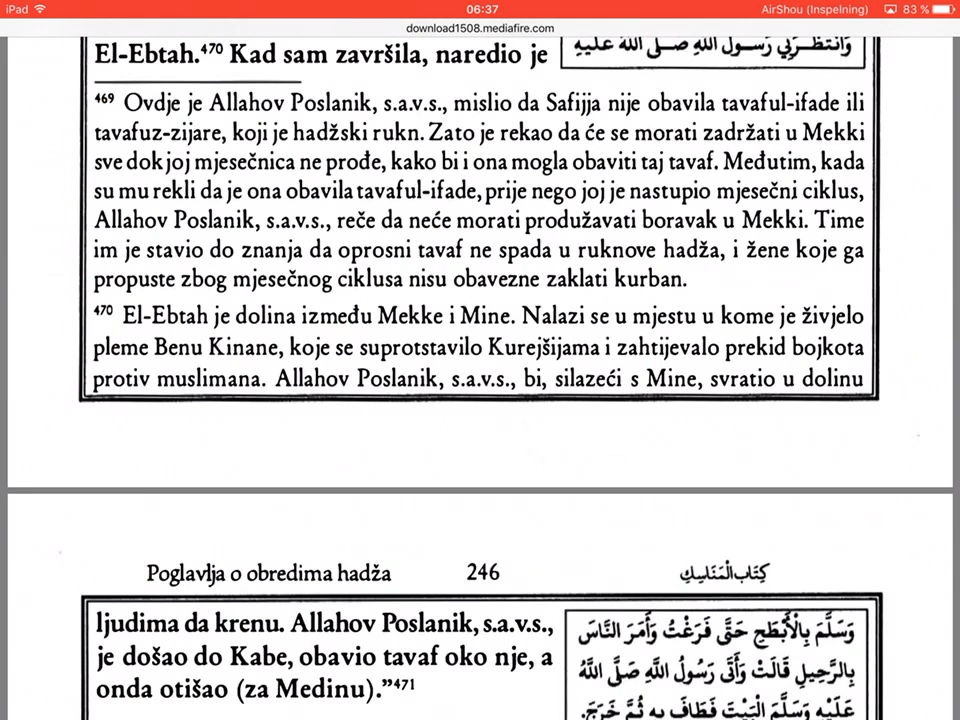 iPad 06:37 AirShou (Inspelning) 83 %
download1508.mediafire.com
El-Ebtah.⁴⁷⁰ Kad sam završila, naredio je
وَانْتَظَرَنِي رَسُولُ اللَّهِ صَلَّى اللَّهُ عَلَيْهِ
⁴⁶⁹ Ovdje je Allahov Poslanik, s.a.v.s., mislio da Safijja nije obavila tavaful-ifade ili
tavafuz-zijare, koji je hadžski rukn. Zato je rekao da će se morati zadržati u Mekki
sve dok joj mjesečnica ne prođe, kako bi i ona mogla obaviti taj tavaf. Međutim, kada
su mu rekli da je ona obavila tavaful-ifade, prije nego joj je nastupio mjesečni ciklus,
Allahov Poslanik, s.a.v.s., reče da neće morati produžavati boravak u Mekki. Time
im je stavio do znanja da oprosni tavaf ne spada u ruknove hadža, i žene koje ga
propuste zbog mjesečnog ciklusa nisu obavezne zaklati kurban.
⁴⁷⁰ El-Ebtah je dolina između Mekke i Mine. Nalazi se u mjestu u kome je živjelo
pleme Benu Kinane, koje se suprotstavilo Kurejšijama i zahtijevalo prekid bojkota
protiv muslimana. Allahov Poslanik, s.a.v.s., bi, silazeći s Mine, svratio u dolinu
Poglavlja o obredima hadža 246 كِتَاب الْمَنَاسِكِ
ljudima da krenu. Allahov Poslanik, s.a.v.s.,
je došao do Kabe, obavio tavaf oko nje, a
onda otišao (za Medinu).”⁴⁷¹
وَسَلَّمَ بِالْأَبْطَحِ حَتَّى فَرَغْتُ وَأَمَرَ النَّاسَ
بِالرَّحِيلِ قَالَتْ وَأَتَى رَسُولُ اللَّهِ صَلَّى اللَّهُ
عَلَيْهِ وَسَلَّمَ الْبَيْتَ فَطَافَ بِهِ ثُمَّ خَرَجَ.